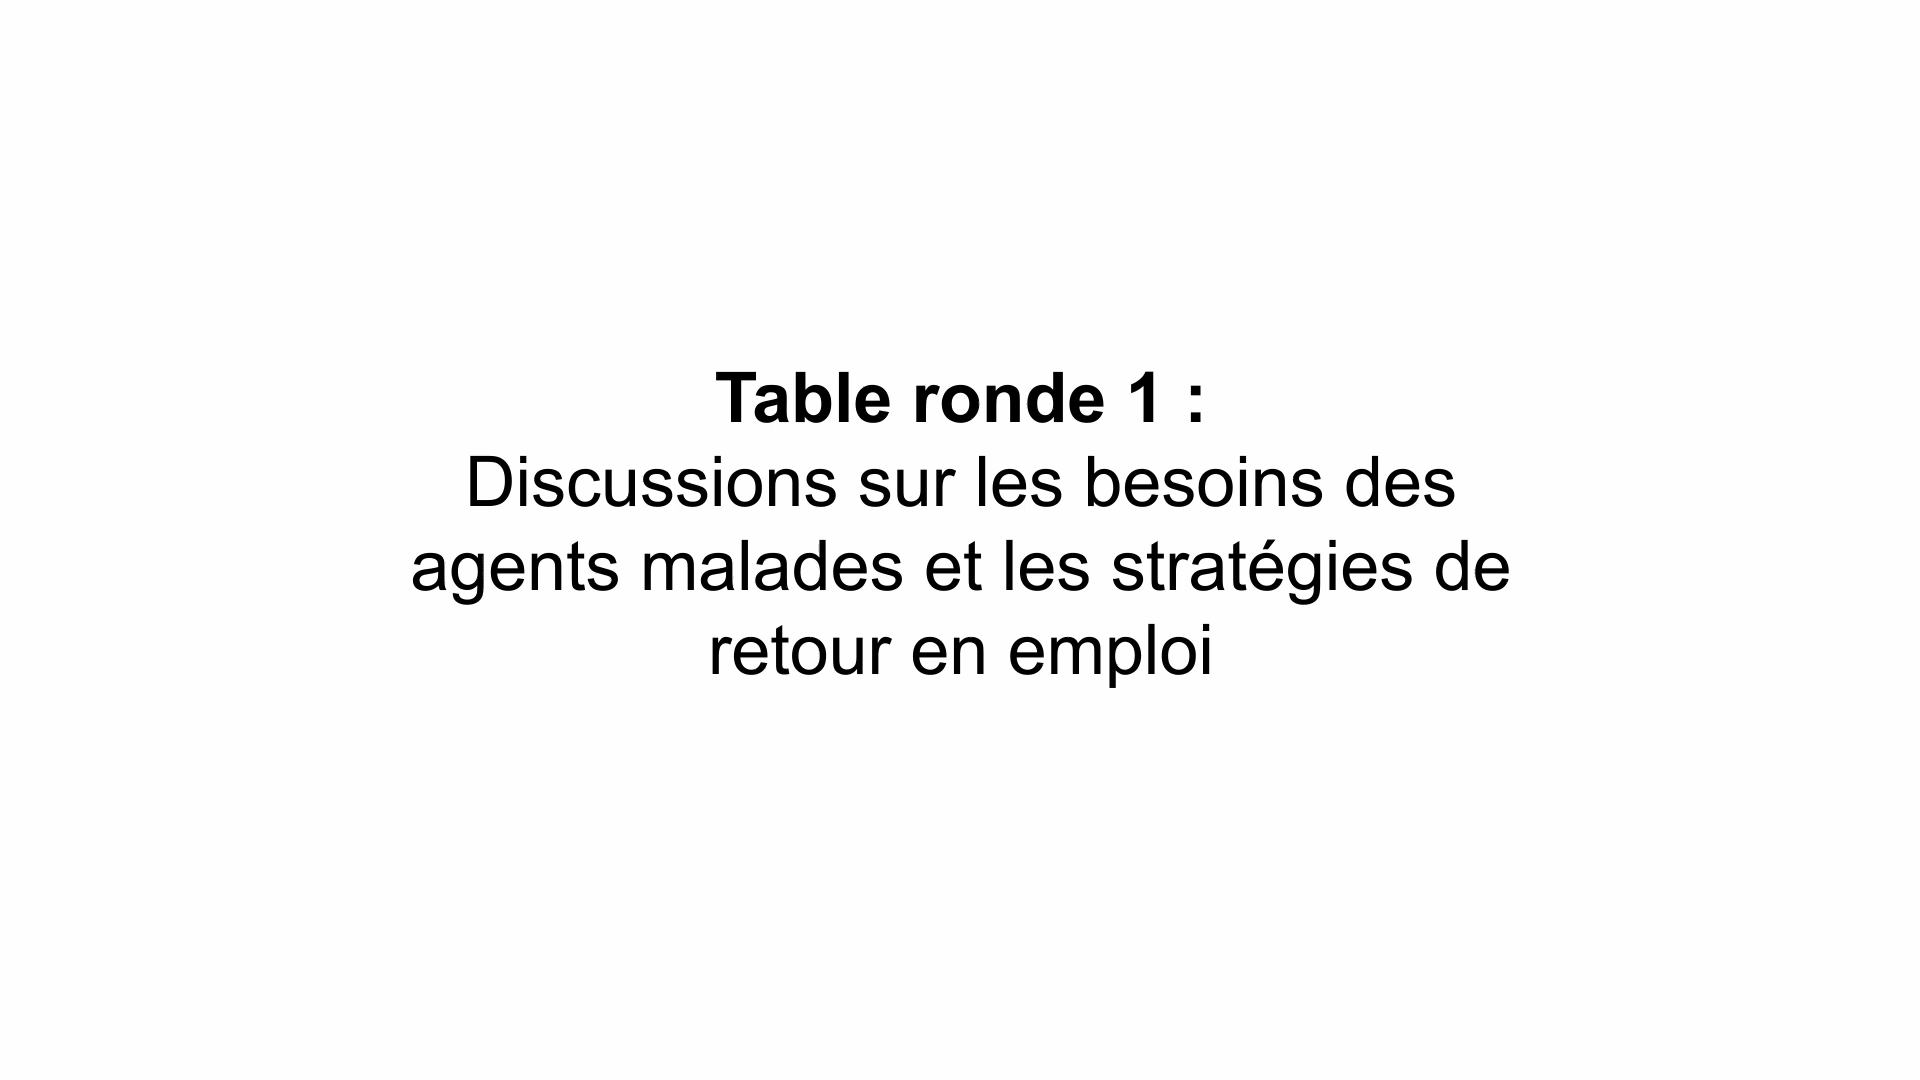 Table ronde 1 :
Discussions sur les besoins des
agents malades et les stratégies de
retour en emploi